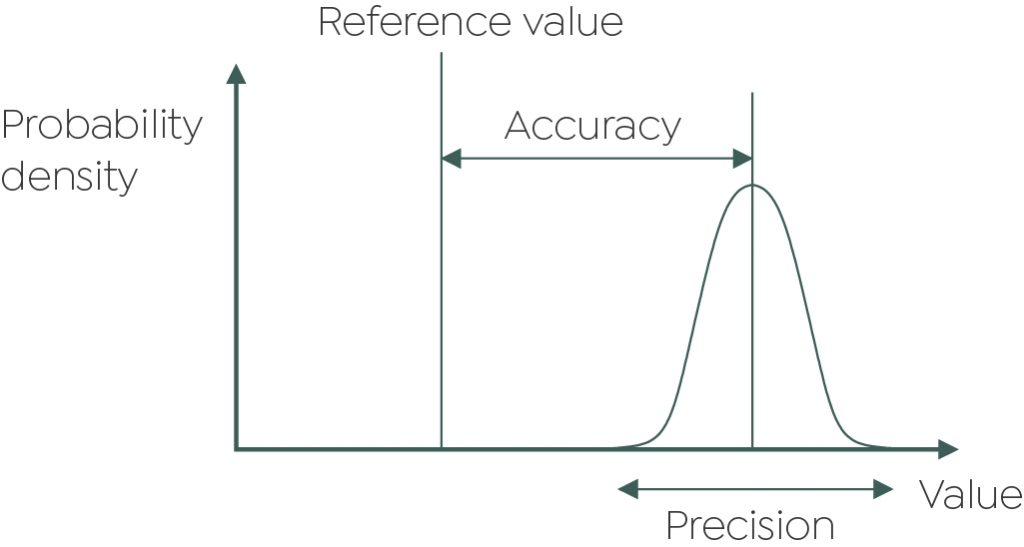 Reference value
Probability
density
Accuracy
Value
Precision